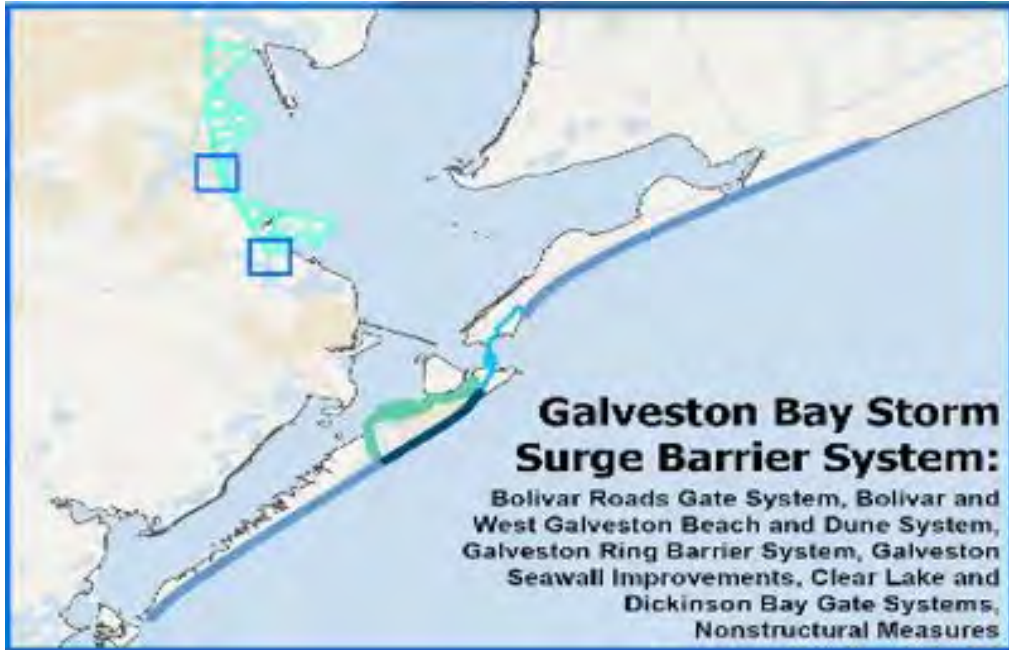 Galveston Bay Storm
Surge Barrier System:
Bolivar Roads Gate System, Bolivar and
West Galveston Beach and Dune System,
Galveston Ring Barrier System, Galveston
Seawall Improvements, Clear Lake and
Dickinson Bay Gate Systems,
Nonstructural Measures